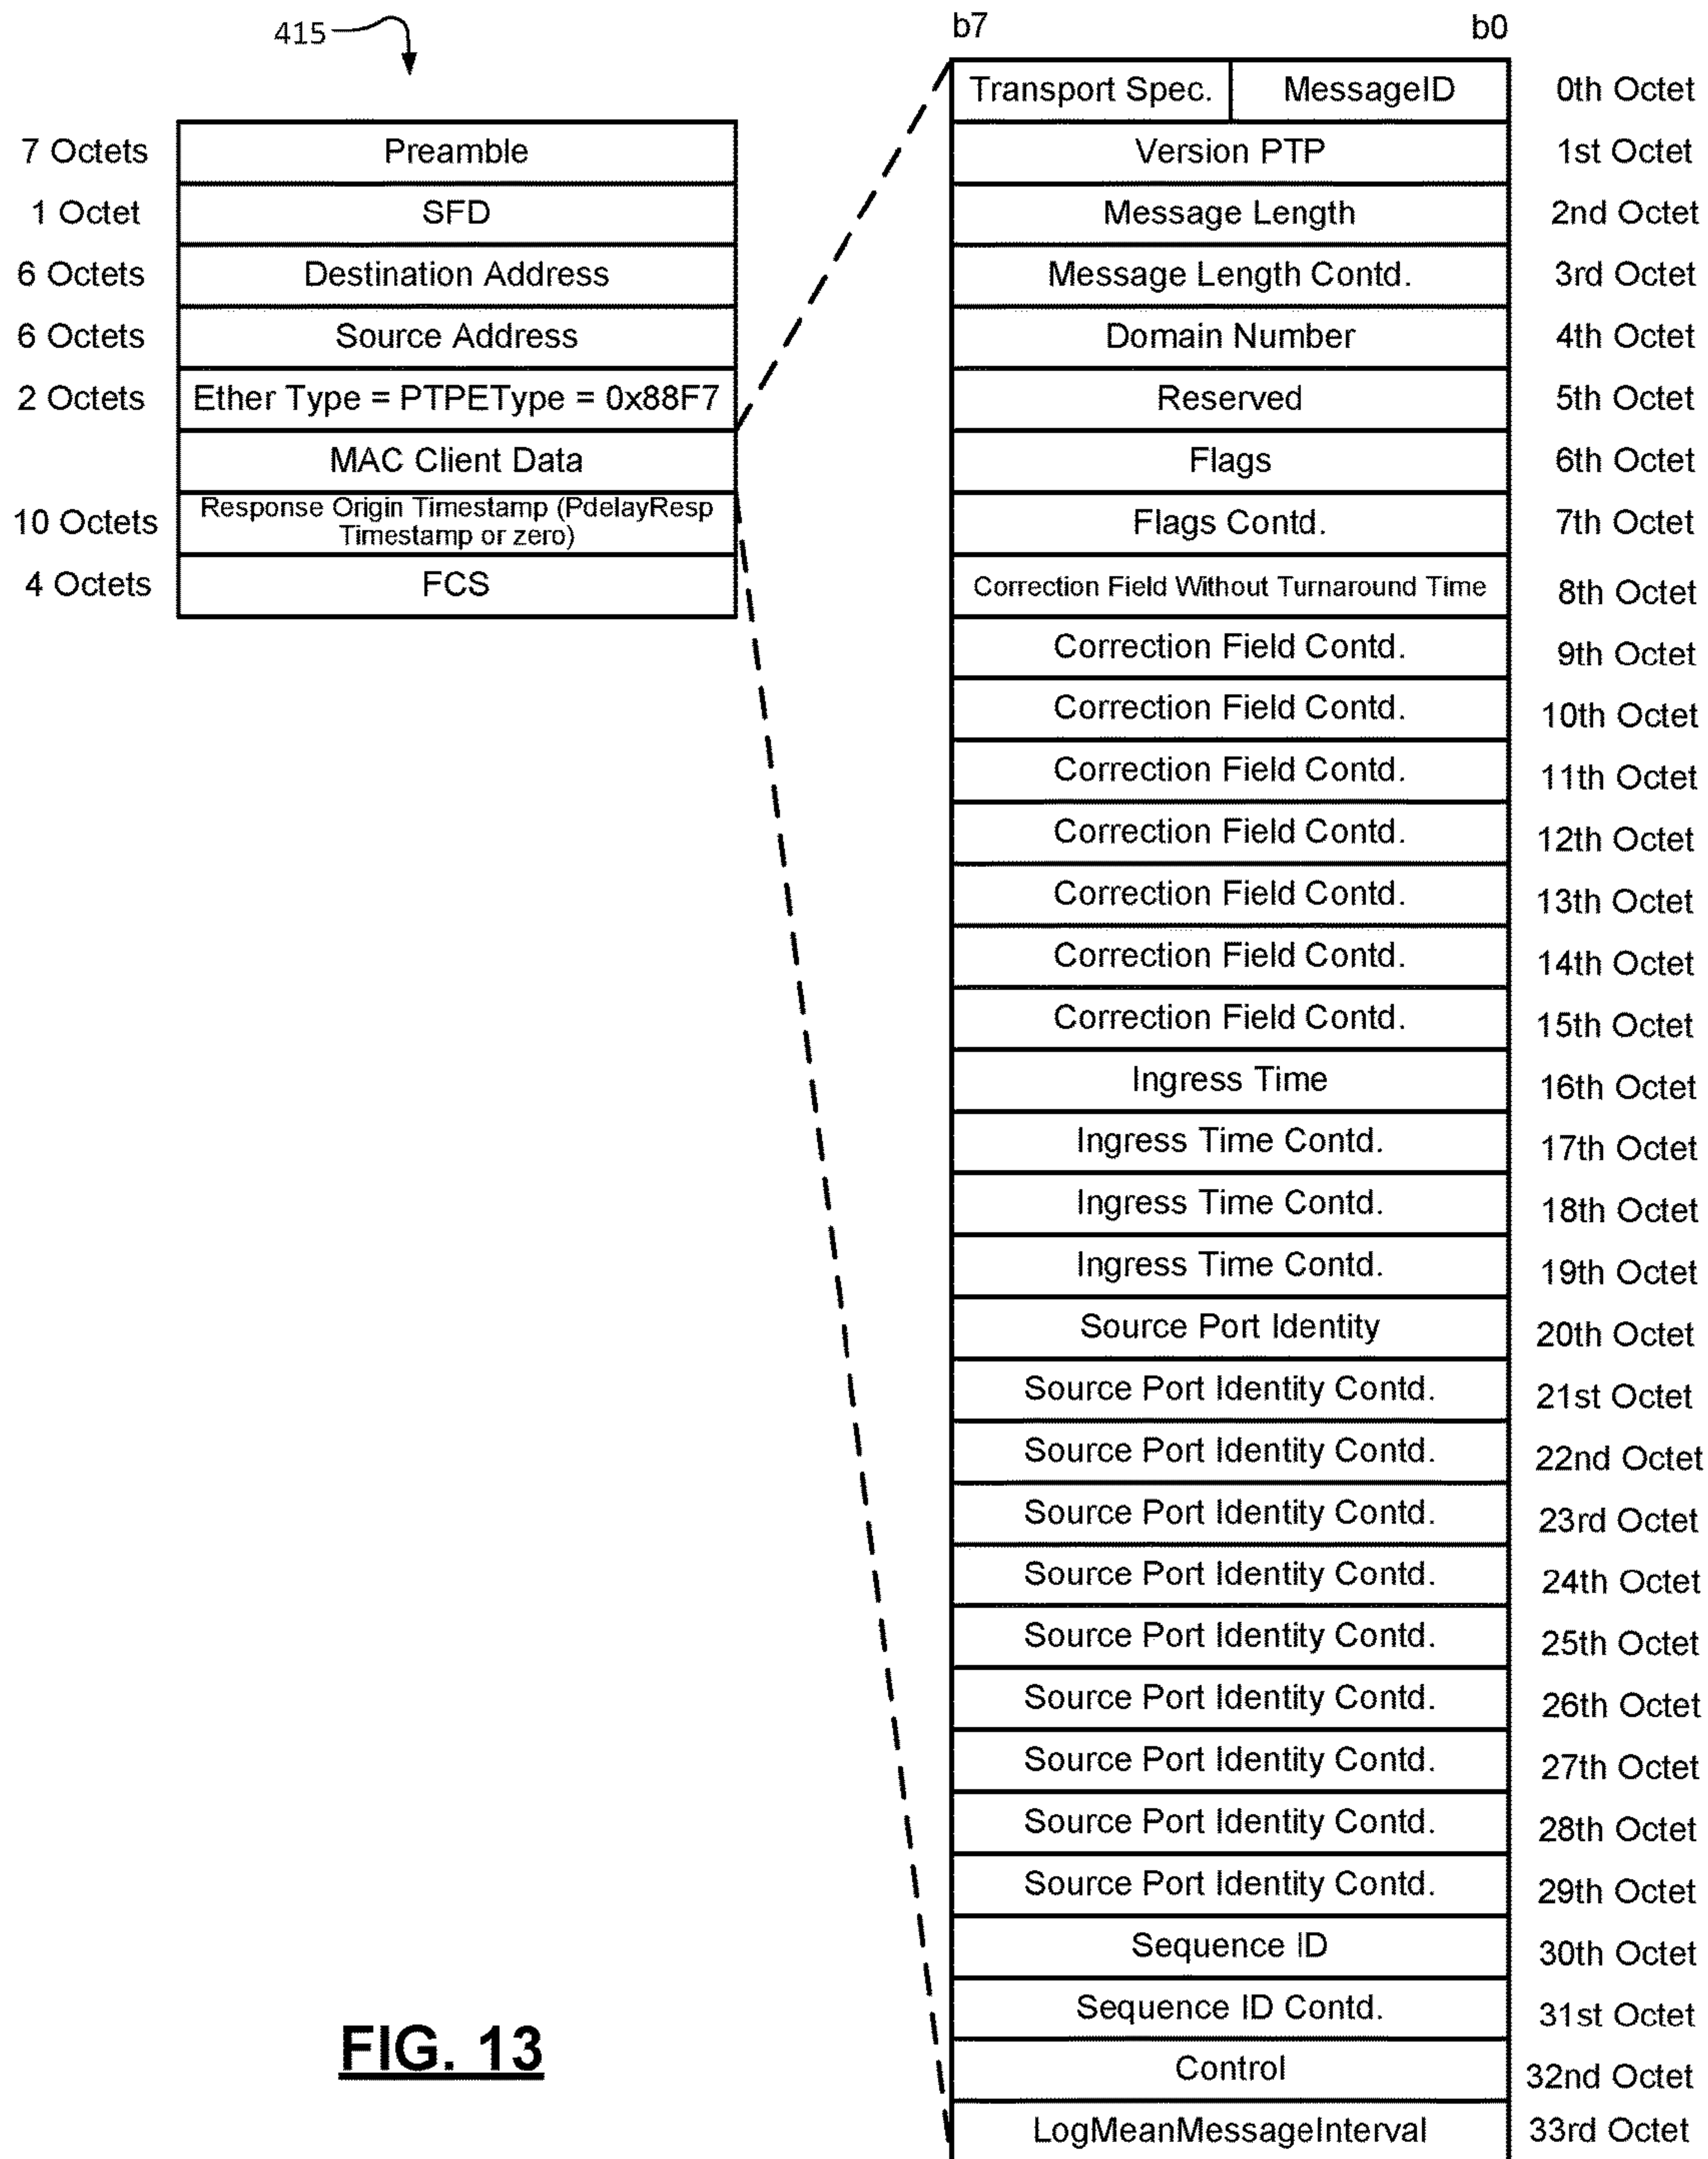 415
7 Octets Preamble
1 Octet SFD
6 Octets Destination Address
6 Octets Source Address
2 Octets Ether Type = PTPEType = 0x88F7
MAC Client Data
10 Octets Response Origin Timestamp (PdelayResp
Timestamp or zero)
4 Octets FCS
b7 b0
Transport Spec. MessageID 0th Octet
Version PTP 1st Octet
Message Length 2nd Octet
Message Length Contd. 3rd Octet
Domain Number 4th Octet
Reserved 5th Octet
Flags 6th Octet
Flags Contd. 7th Octet
Correction Field Without Turnaround Time 8th Octet
Correction Field Contd. 9th Octet
Correction Field Contd. 10th Octet
Correction Field Contd. 11th Octet
Correction Field Contd. 12th Octet
Correction Field Contd. 13th Octet
Correction Field Contd. 14th Octet
Correction Field Contd. 15th Octet
Ingress Time 16th Octet
Ingress Time Contd. 17th Octet
Ingress Time Contd. 18th Octet
Ingress Time Contd. 19th Octet
Source Port Identity 20th Octet
Source Port Identity Contd. 21st Octet
Source Port Identity Contd. 22nd Octet
Source Port Identity Contd. 23rd Octet
Source Port Identity Contd. 24th Octet
Source Port Identity Contd. 25th Octet
Source Port Identity Contd. 26th Octet
Source Port Identity Contd. 27th Octet
Source Port Identity Contd. 28th Octet
Source Port Identity Contd. 29th Octet
Sequence ID 30th Octet
Sequence ID Contd. 31st Octet
Control 32nd Octet
LogMeanMessageInterval 33rd Octet
FIG. 13